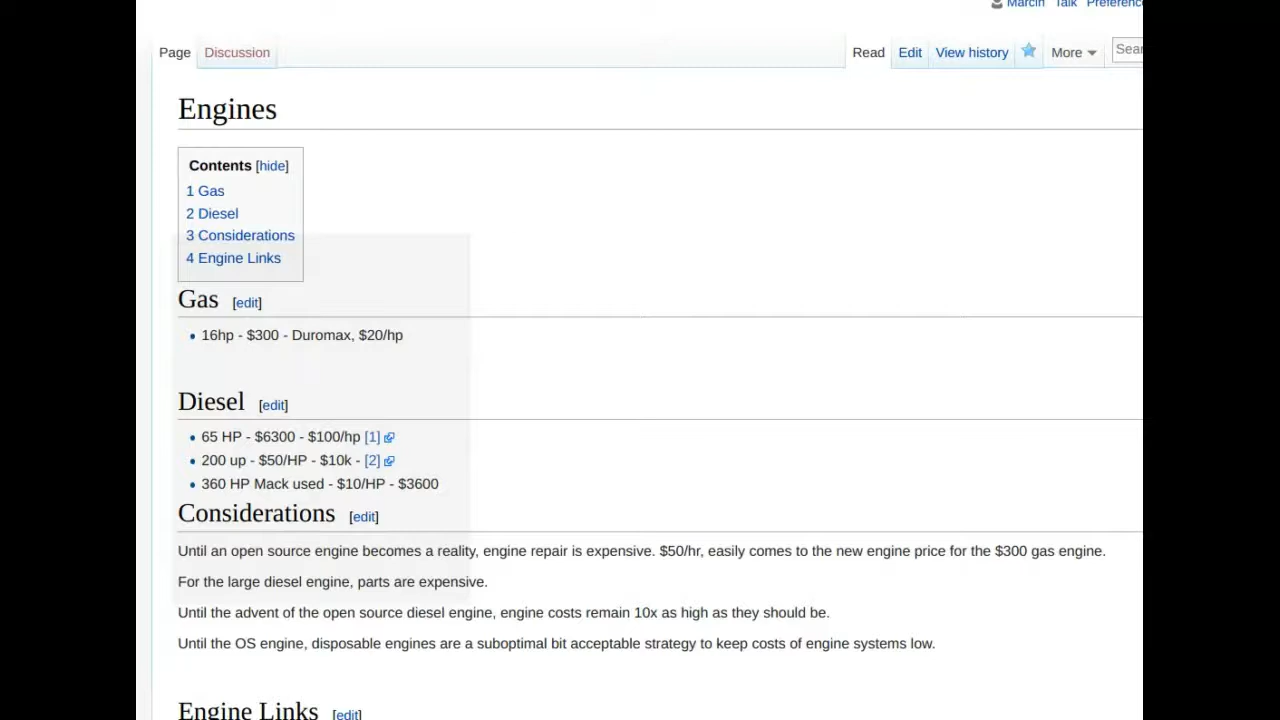 Marcin Talk Preferenc
Page Discussion Read Edit View history More Sear
Engines
Contents [hide]
1 Gas
2 Diesel
3 Considerations
4 Engine Links
Gas [edit]
16hp - $300 - Duromax, $20/hp
Diesel [edit]
65 HP - $6300 - $100/hp [1]
200 up - $50/HP - $10k - [2]
360 HP Mack used - $10/HP - $3600
Considerations [edit]
Until an open source engine becomes a reality, engine repair is expensive. $50/hr, easily comes to the new engine price for the $300 gas engine.
For the large diesel engine, parts are expensive.
Until the advent of the open source diesel engine, engine costs remain 10x as high as they should be.
Until the OS engine, disposable engines are a suboptimal bit acceptable strategy to keep costs of engine systems low.
Engine Links [edit]